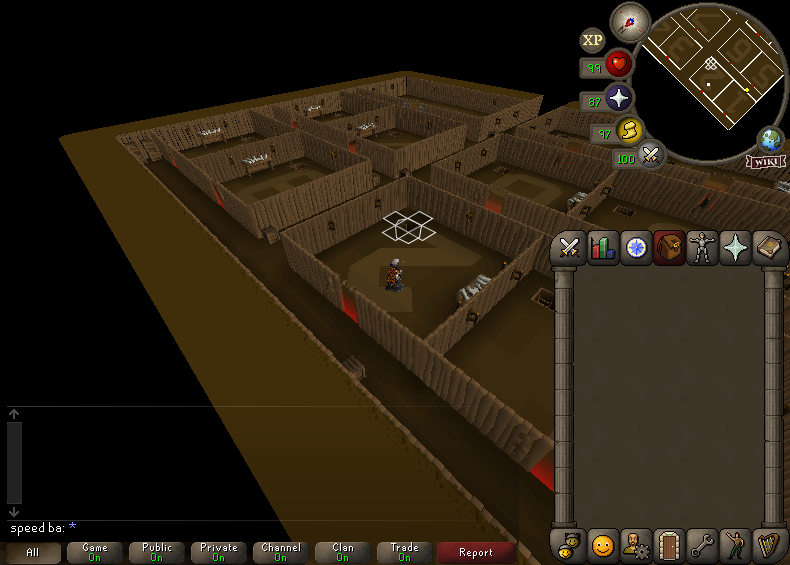 XP
99
67
97
WIKI
100
speed ba: *
All
Game
On
Public
On
Private
On
Channel
On
Clan
On
Trade
On
Report